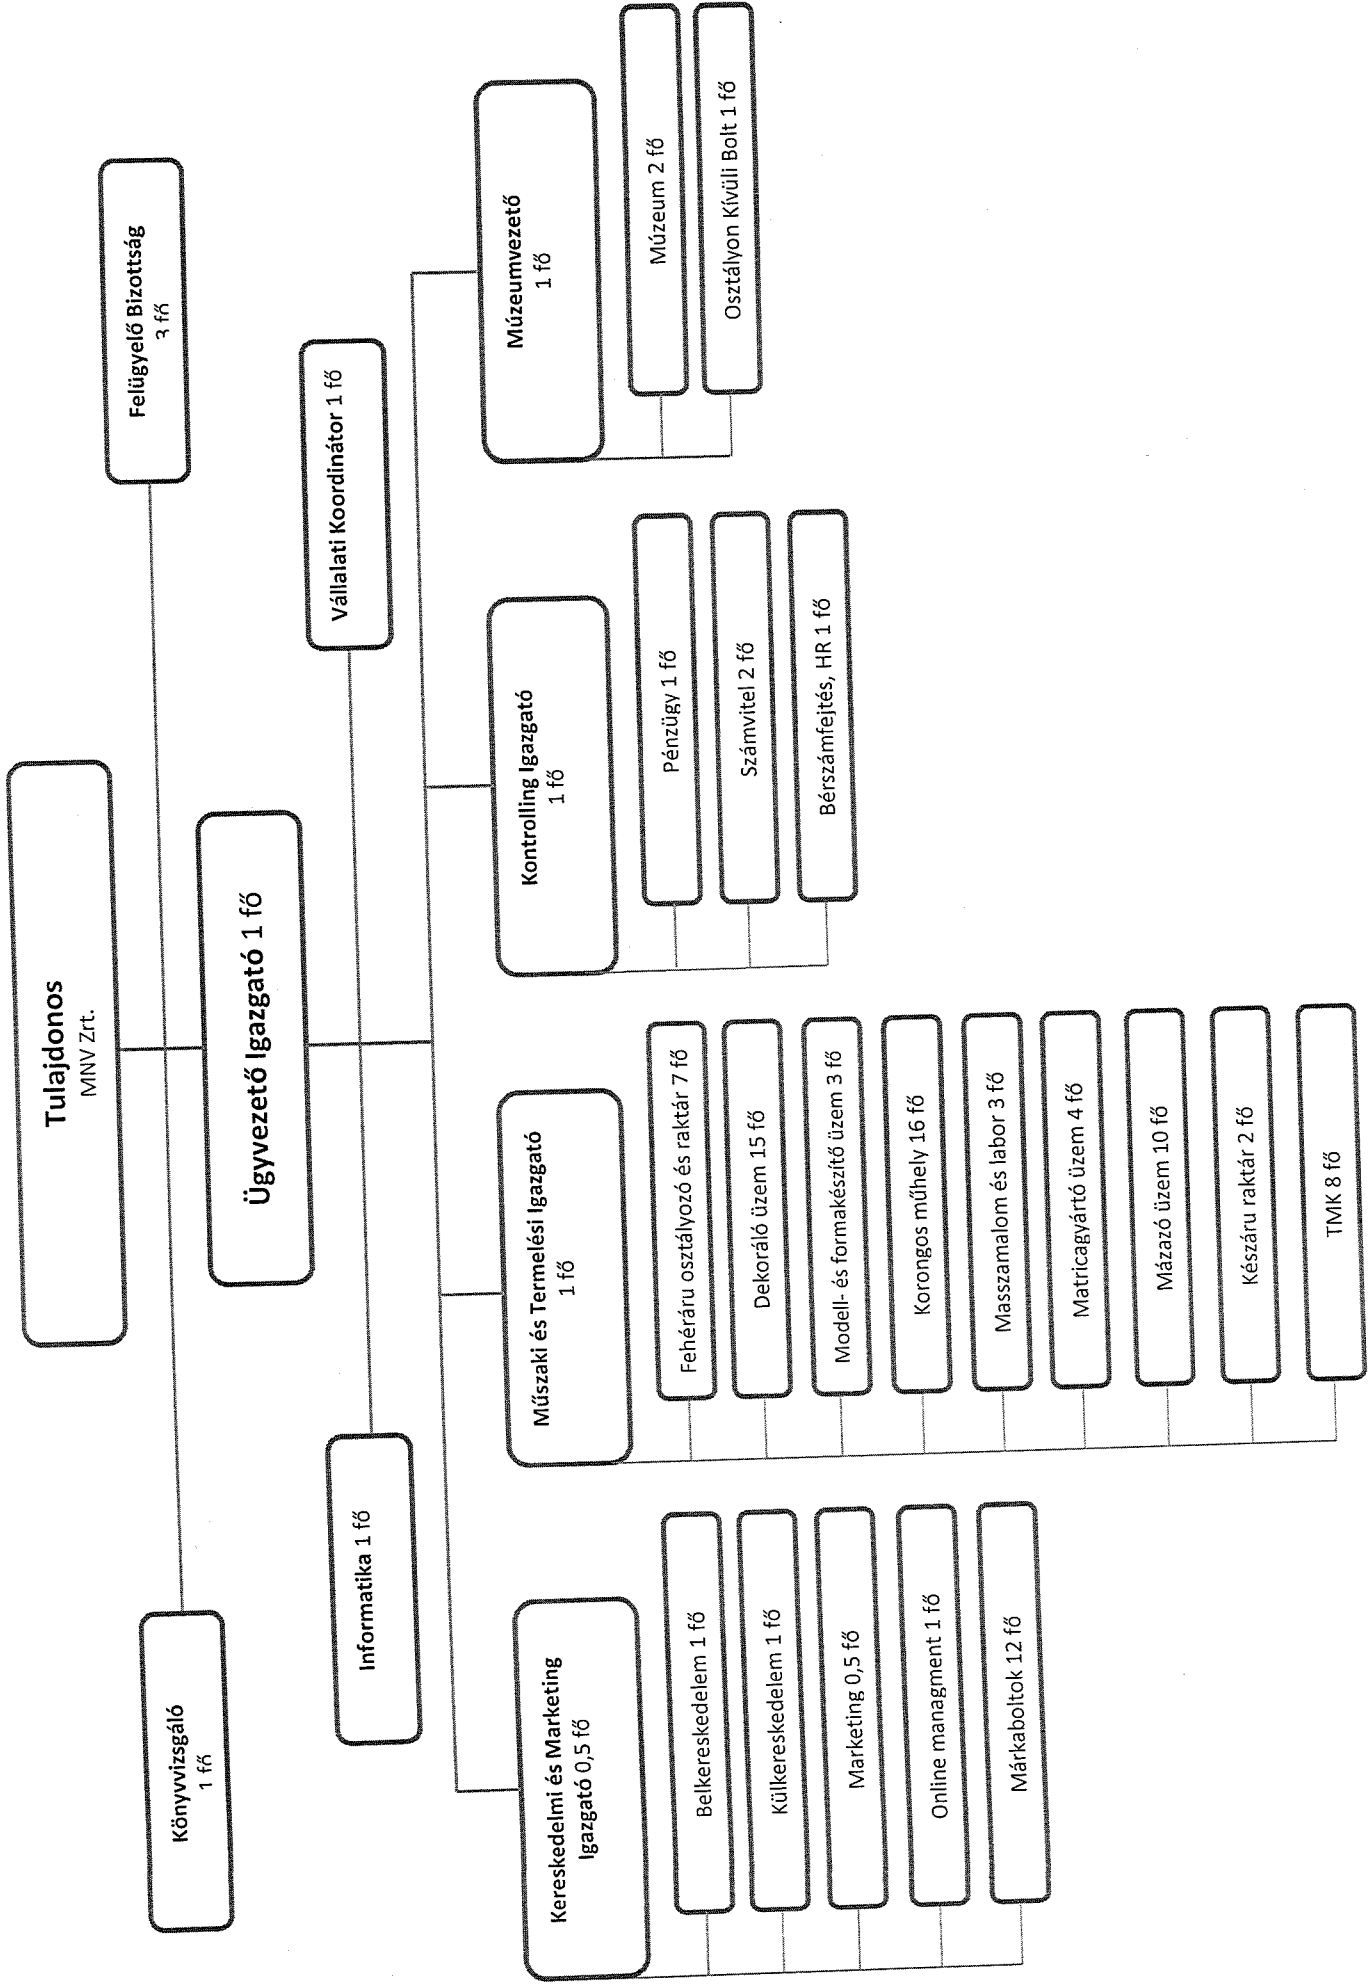 Tulajdonos
MNV Zrt.
Könyvvizsgáló
1 fő
Felügyelő Bizottság
3 fő
Ügyvezető Igazgató 1 fő
Informatika 1 fő
Vállalati Koordinátor 1 fő
Kereskedelmi és Marketing
Igazgató 0,5 fő
Belkereskedelem 1 fő
Külkereskedelem 1 fő
Marketing 0,5 fő
Online managment 1 fő
Márkaboltok 12 fő
Műszaki és Termelési Igazgató
1 fő
Fehéráru osztályozó és raktár 7 fő
Dekoráló üzem 15 fő
Modell- és formakészítő üzem 3 fő
Korongos műhely 16 fő
Masszamalom és labor 3 fő
Matricagyártó üzem 4 fő
Mázazó üzem 10 fő
Készáru raktár 2 fő
TMK 8 fő
Kontrolling Igazgató
1 fő
Pénzügy 1 fő
Számvitel 2 fő
Bérszámfejtés, HR 1 fő
Múzeumvezető
1 fő
Múzeum 2 fő
Osztályon Kívüli Bolt 1 fő